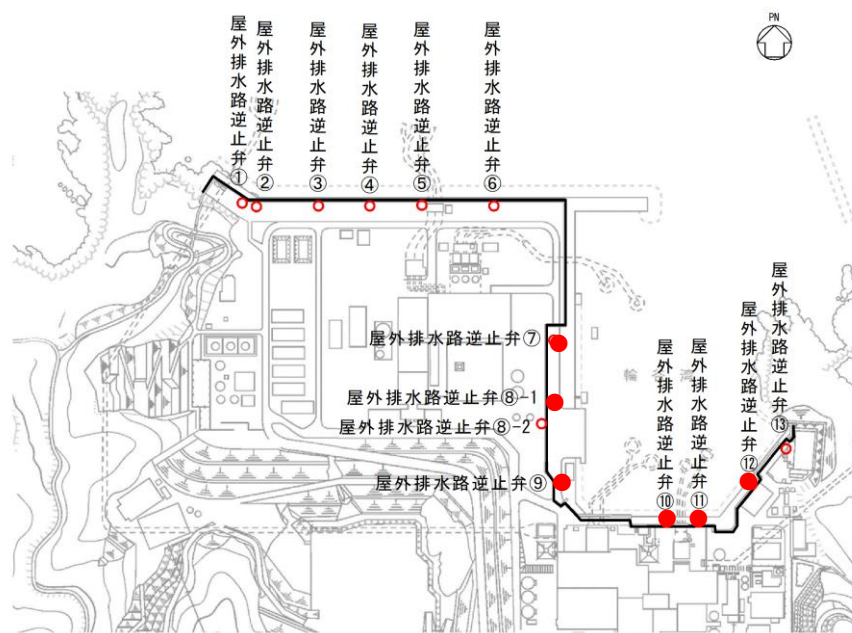 PN
屋外排水路逆止弁①
屋外排水路逆止弁②
屋外排水路逆止弁③
屋外排水路逆止弁④
屋外排水路逆止弁⑤
屋外排水路逆止弁⑥
屋外排水路逆止弁⑦
屋外排水路逆止弁⑧-1
屋外排水路逆止弁⑧-2
屋外排水路逆止弁⑨
屋外排水路逆止弁⑩
屋外排水路逆止弁⑪
屋外排水路逆止弁⑫
屋外排水路逆止弁⑬
輪谷湾